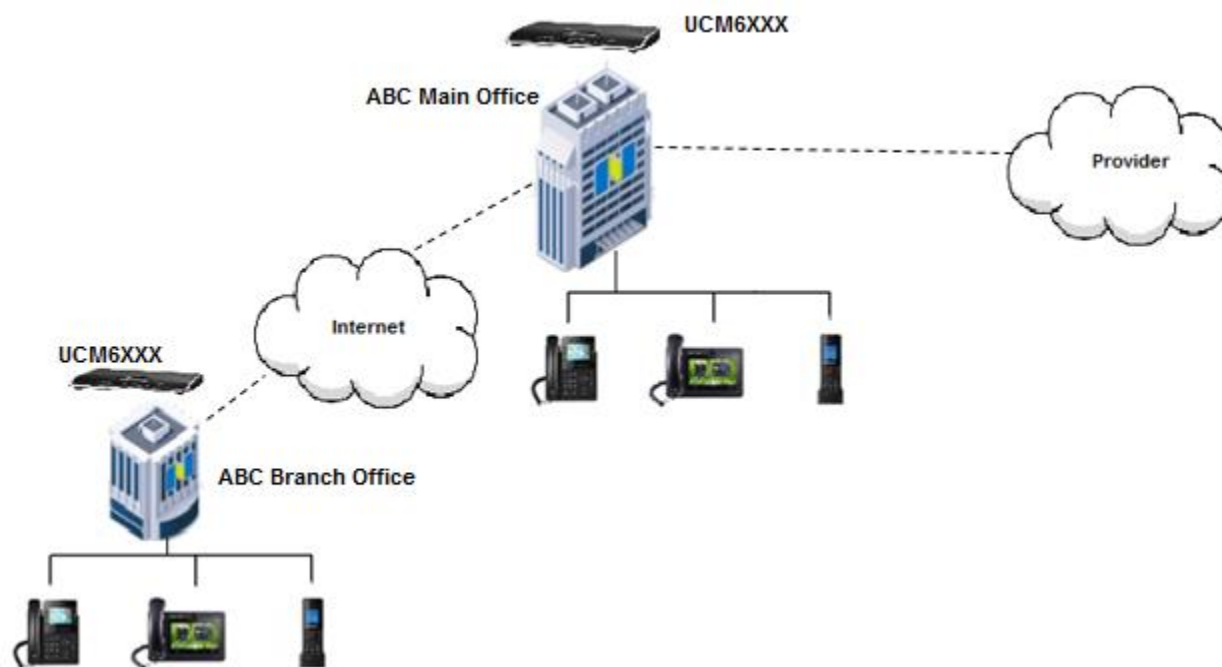 UCM6XXX
ABC Main Office
Provider
Internet
UCM6XXX
ABC Branch Office